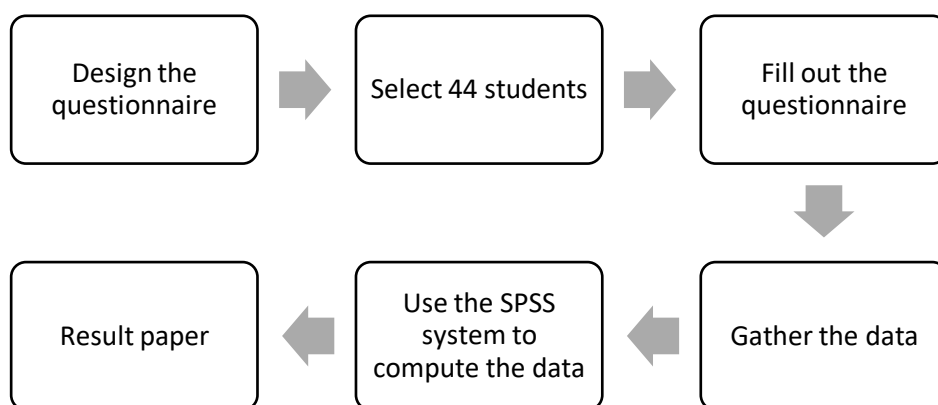 Design the
questionnaire
Select 44 students
Fill out the
questionnaire
Gather the data
Use the SPSS
system to
compute the data
Result paper